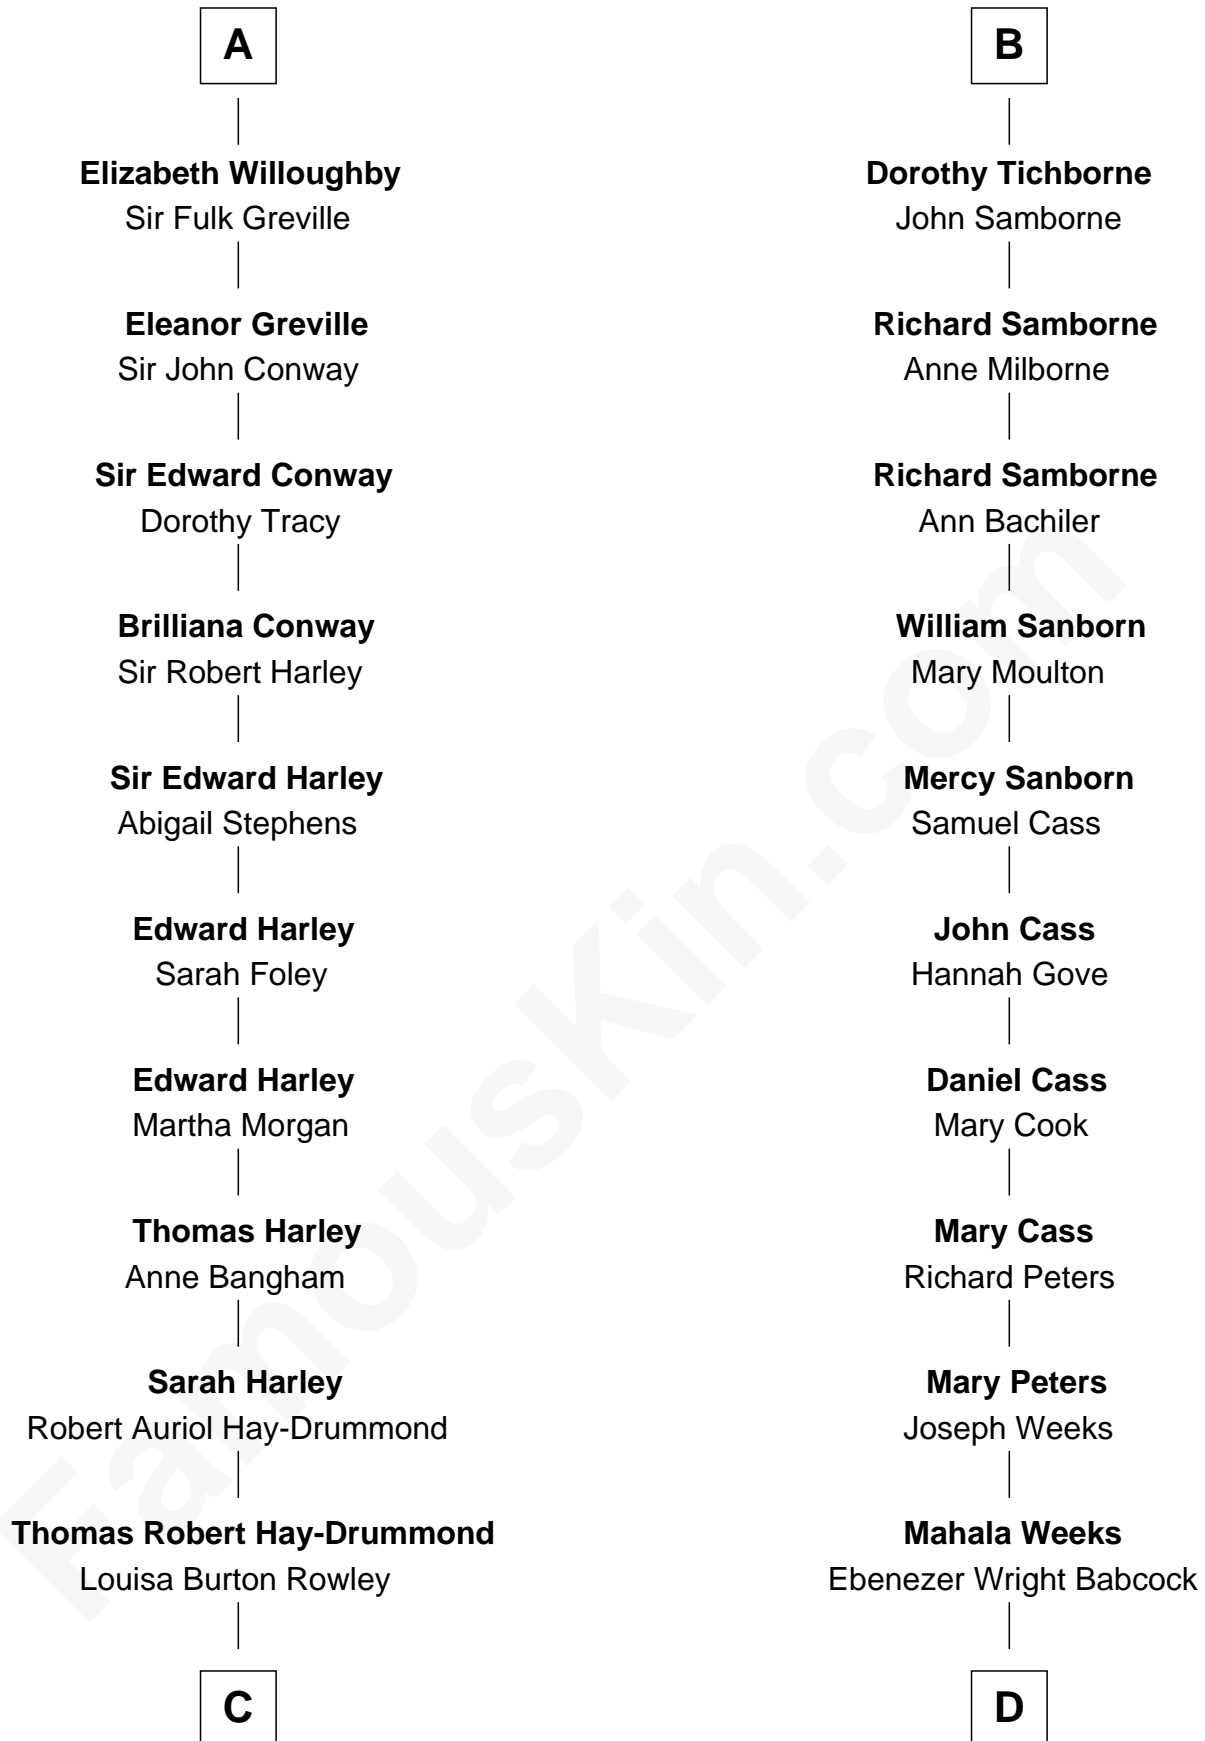 A
Elizabeth Willoughby
Sir Fulk Greville
Eleanor Greville
Sir John Conway
Sir Edward Conway
Dorothy Tracy
Brilliana Conway
Sir Robert Harley
Sir Edward Harley
Abigail Stephens
Edward Harley
Sarah Foley
Edward Harley
Martha Morgan
Thomas Harley
Anne Bangham
Sarah Harley
Robert Auriol Hay-Drummond
Thomas Robert Hay-Drummond
Louisa Burton Rowley
C
B
Dorothy Tichborne
John Samborne
Richard Samborne
Anne Milborne
Richard Samborne
Ann Bachiler
William Sanborn
Mary Moulton
Mercy Sanborn
Samuel Cass
John Cass
Hannah Gove
Daniel Cass
Mary Cook
Mary Cass
Richard Peters
Mary Peters
Joseph Weeks
Mahala Weeks
Ebenezer Wright Babcock
D
FamousKin.com